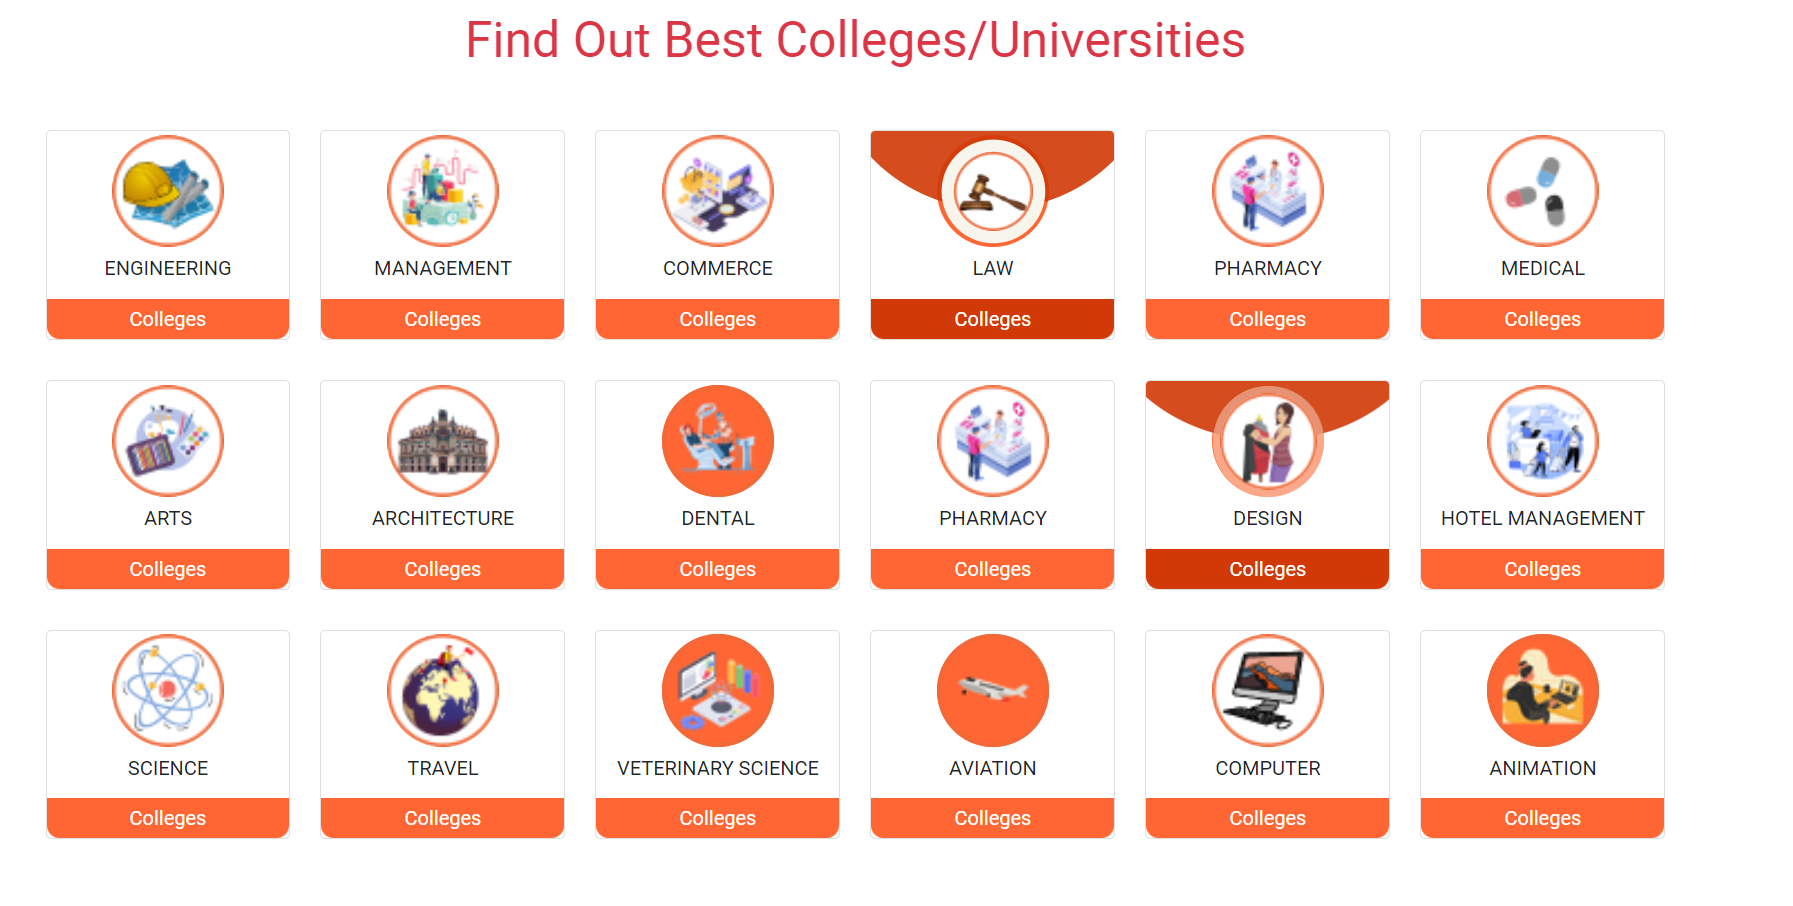 Find Out Best Colleges/Universities
ENGINEERING
Colleges
MANAGEMENT
Colleges
COMMERCE
Colleges
LAW
Colleges
PHARMACY
Colleges
MEDICAL
Colleges
ARTS
Colleges
ARCHITECTURE
Colleges
DENTAL
Colleges
PHARMACY
Colleges
DESIGN
Colleges
HOTEL MANAGEMENT
Colleges
SCIENCE
Colleges
TRAVEL
Colleges
VETERINARY SCIENCE
Colleges
AVIATION
Colleges
COMPUTER
Colleges
ANIMATION
Colleges